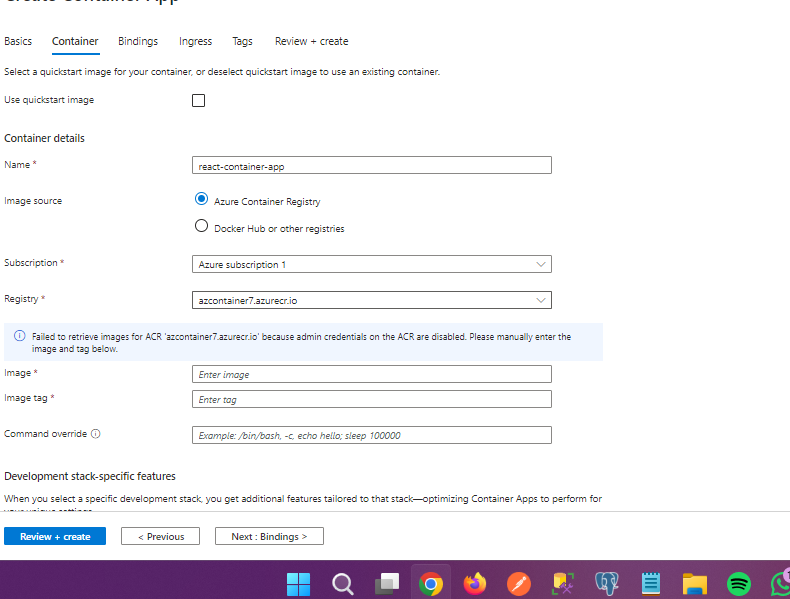 Create Container App
Basics Container Bindings Ingress Tags Review + create
Select a quickstart image for your container, or deselect quickstart image to use an existing container.
Use quickstart image
Container details
Name *
react-container-app
Image source
Azure Container Registry
Docker Hub or other registries
Subscription *
Azure subscription 1
Registry *
azcontainer7.azurecr.io
Failed to retrieve images for ACR 'azcontainer7.azurecr.io' because admin credentials on the ACR are disabled. Please manually enter the
image and tag below.
Image *
Enter image
Image tag *
Enter tag
Command override
Example: /bin/bash, -c, echo hello; sleep 100000
Development stack-specific features
When you select a specific development stack, you get additional features tailored to that stack—optimizing Container Apps to perform for
Review + create < Previous Next : Bindings >